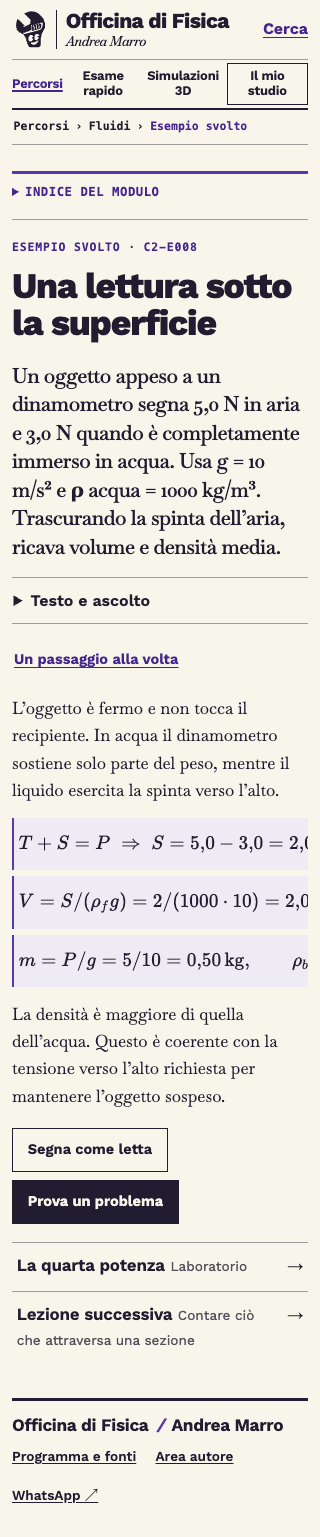 Officina di Fisica
Andrea Marro
Cerca
Percorsi
Esame rapido
Simulazioni 3D
Il mio studio
Percorsi › Fluidi › Esempio svolto
▶ INDICE DEL MODULO
ESEMPIO SVOLTO · C2–E008
Una lettura sotto
la superficie
Un oggetto appeso a un
dinamometro segna 5,0 N in aria
e 3,0 N quando è completamente
immerso in acqua. Usa g = 10
m/s² e ρ acqua = 1000 kg/m³.
Trascurando la spinta dell’aria,
ricava volume e densità media.
▶ Testo e ascolto
Un passaggio alla volta
L’oggetto è fermo e non tocca il
recipiente. In acqua il dinamometro
sostiene solo parte del peso, mentre il
liquido esercita la spinta verso l’alto.
T + S = P ⇒ S = 5,0 − 3,0 = 2,0
V = S/(ρ_f g) = 2/(1000 · 10) = 2,0
m = P/g = 5/10 = 0,50 kg, ρ_b
La densità è maggiore di quella
dell’acqua. Questo è coerente con la
tensione verso l’alto richiesta per
mantenere l’oggetto sospeso.
Segna come letta
Prova un problema
La quarta potenza Laboratorio →
Lezione successiva Contare ciò →
che attraversa una sezione
Officina di Fisica / Andrea Marro
Programma e fonti Area autore
WhatsApp ↗